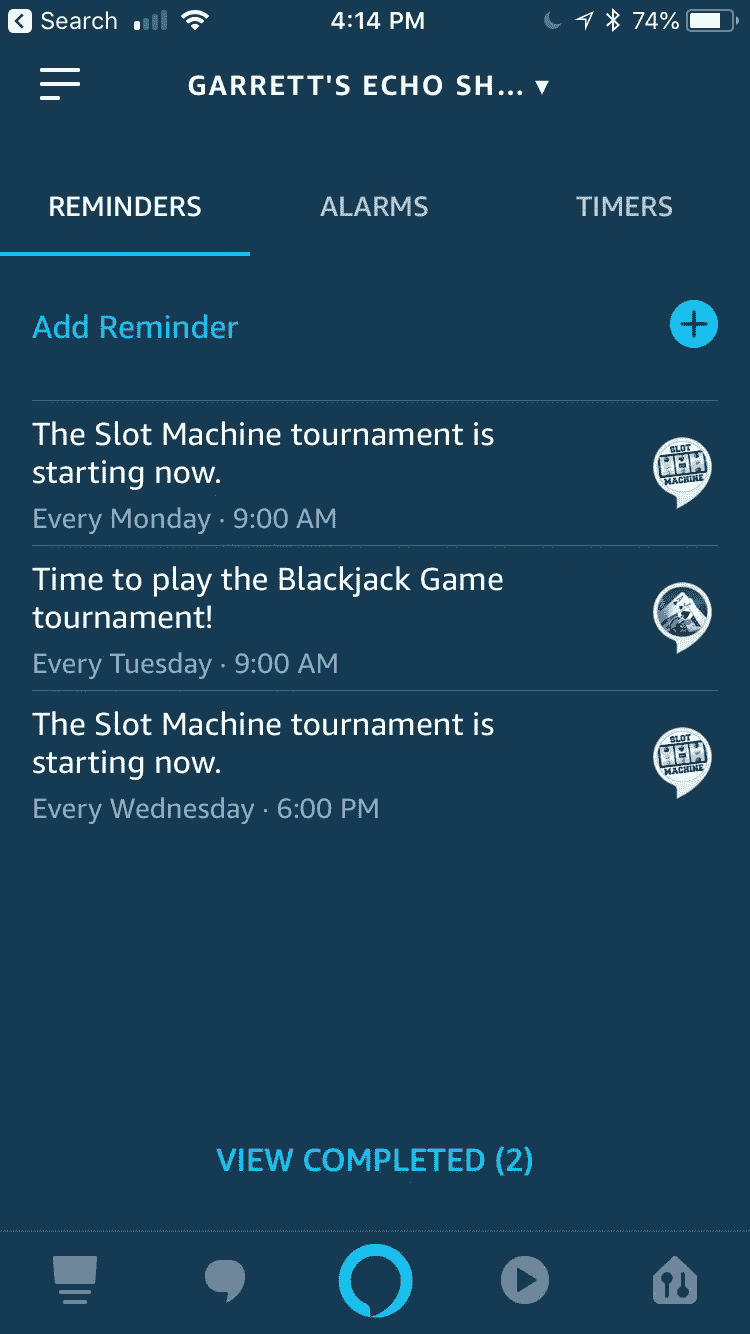 Search 4:14 PM 74%
GARRETT'S ECHO SH... ▾
REMINDERS ALARMS TIMERS
Add Reminder
The Slot Machine tournament is
starting now.
Every Monday · 9:00 AM
SLOT
MACHINE
Time to play the Blackjack Game
tournament!
Every Tuesday · 9:00 AM
The Slot Machine tournament is
starting now.
Every Wednesday · 6:00 PM
SLOT
MACHINE
VIEW COMPLETED (2)